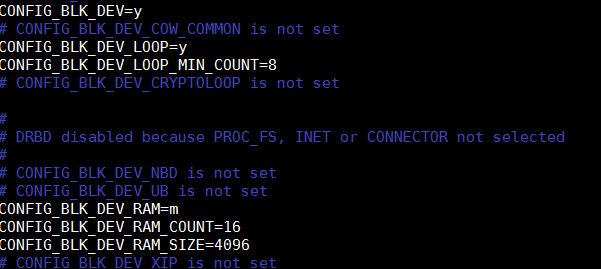 CONFIG_BLK_DEV=y
# CONFIG_BLK_DEV_COW_COMMON is not set
CONFIG_BLK_DEV_LOOP=y
CONFIG_BLK_DEV_LOOP_MIN_COUNT=8
# CONFIG_BLK_DEV_CRYPTOLOOP is not set
#
# DRBD disabled because PROC_FS, INET or CONNECTOR not selected
#
# CONFIG_BLK_DEV_NBD is not set
# CONFIG_BLK_DEV_UB is not set
CONFIG_BLK_DEV_RAM=m
CONFIG_BLK_DEV_RAM_COUNT=16
CONFIG_BLK_DEV_RAM_SIZE=4096
# CONFIG_BLK_DEV_XIP is not set